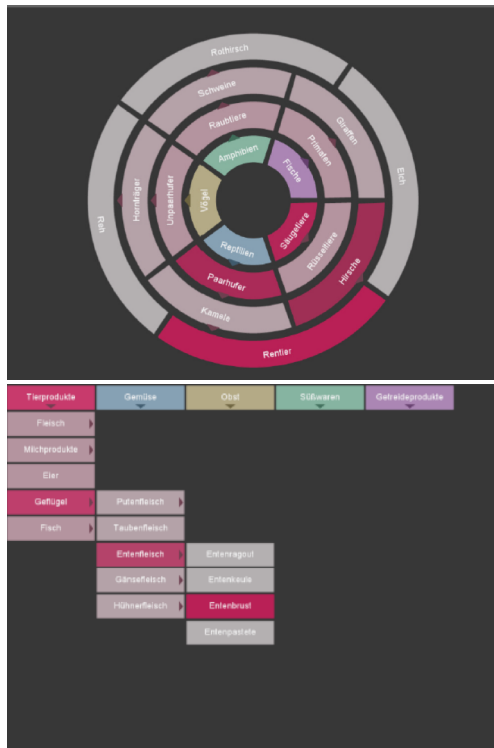 Rothirsch
Elch
Rentier
Reh
Schweine
Giraffen
Hirsche
Kamele
Hornträger
Raubtiere
Primaten
Rüsseltiere
Paarhufer
Unpaarhufer
Amphibien
Fische
Säugetiere
Reptilien
Vögel
Tierprodukte Gemüse Obst Süßwaren Getreideprodukte
Fleisch
Milchprodukte
Eier
Geflügel Putenfleisch
Fisch Taubenfleisch
Entenfleisch Entenragout
Gänsefleisch Entenkeule
Hühnerfleisch Entenbrust
Entenpastete